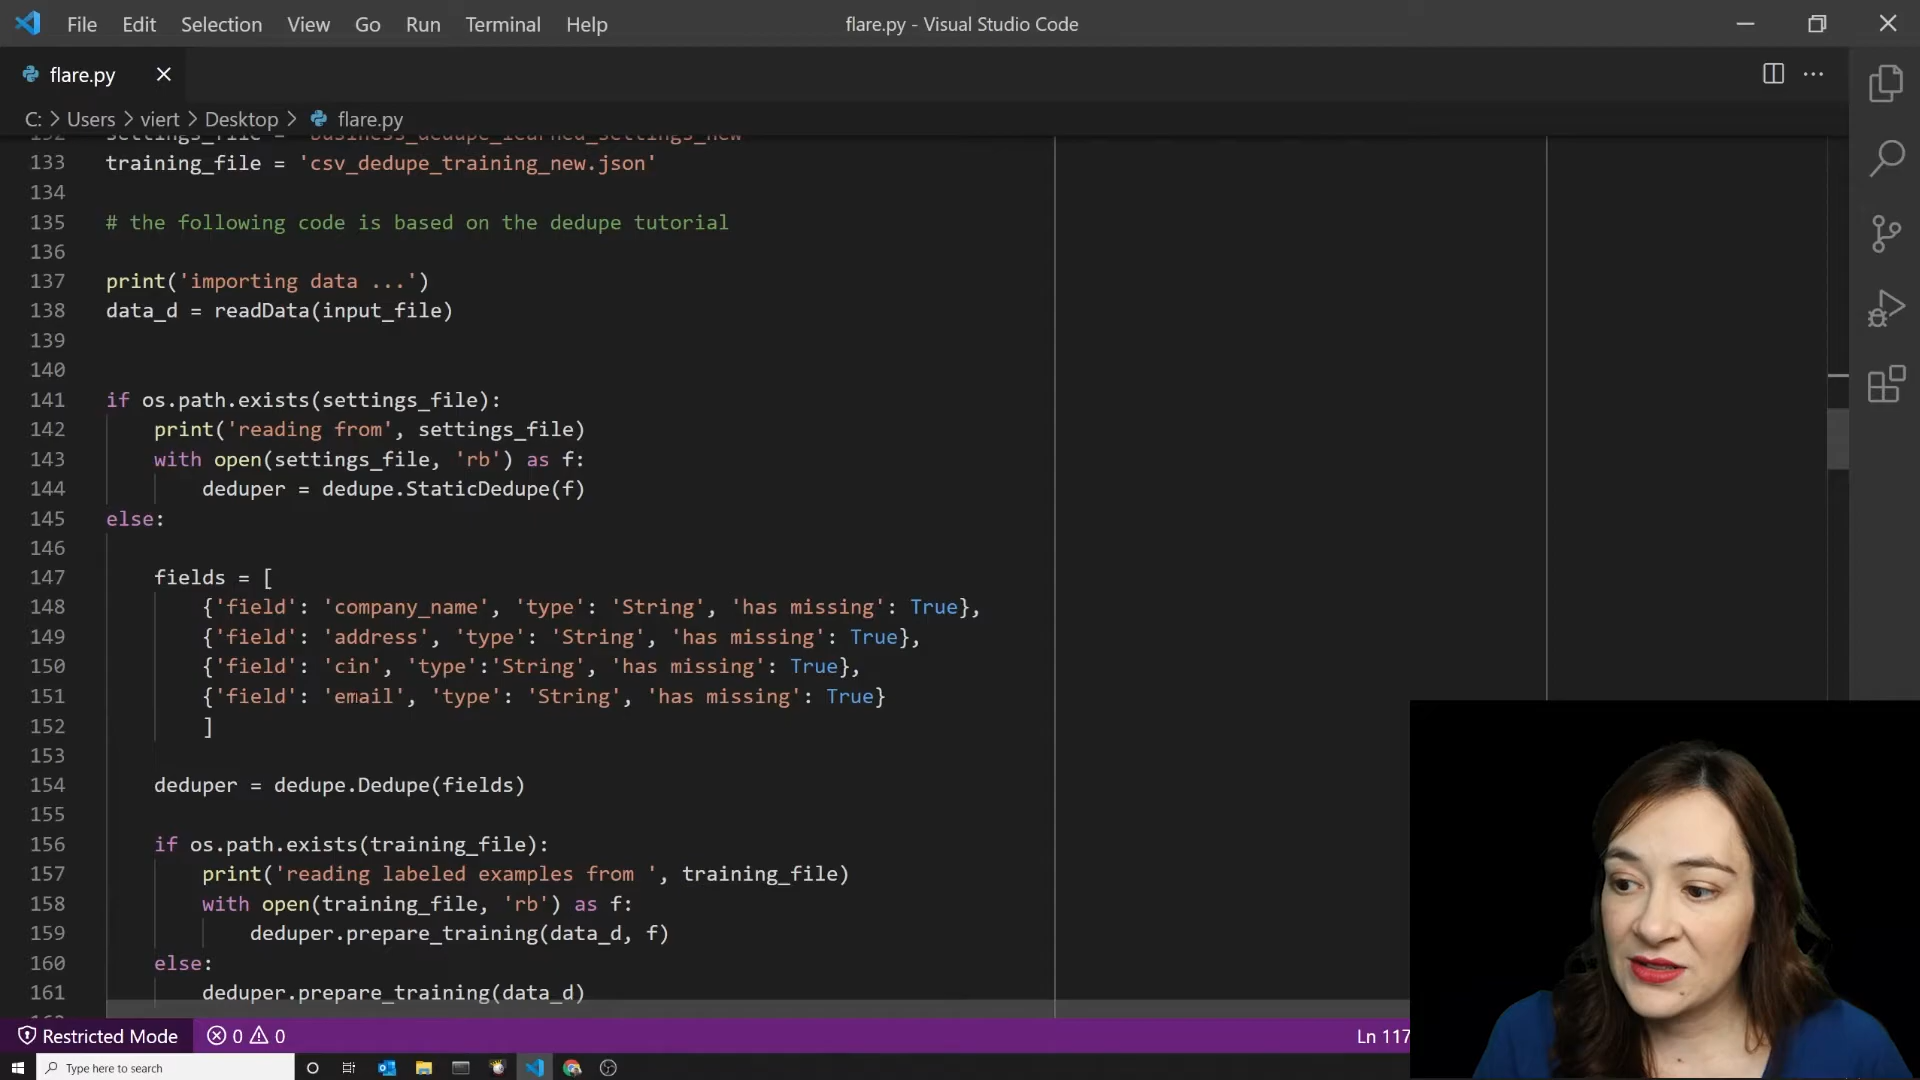 File Edit Selection View Go Run Terminal Help
flare.py - Visual Studio Code
flare.py
C: > Users > viert > Desktop > flare.py
132 settings_file = 'business_dedupe_learned_settings_new'
133 training_file = 'csv_dedupe_training_new.json'
134
135 # the following code is based on the dedupe tutorial
136
137 print('importing data ...')
138 data_d = readData(input_file)
139
140
141 if os.path.exists(settings_file):
142     print('reading from', settings_file)
143     with open(settings_file, 'rb') as f:
144         deduper = dedupe.StaticDedupe(f)
145 else:
146
147     fields = [
148         {'field': 'company_name', 'type': 'String', 'has missing': True},
149         {'field': 'address', 'type': 'String', 'has missing': True},
150         {'field': 'cin', 'type':'String', 'has missing': True},
151         {'field': 'email', 'type': 'String', 'has missing': True}
152         ]
153
154     deduper = dedupe.Dedupe(fields)
155
156     if os.path.exists(training_file):
157         print('reading labeled examples from ', training_file)
158         with open(training_file, 'rb') as f:
159             deduper.prepare_training(data_d, f)
160     else:
161         deduper.prepare_training(data_d)
Restricted Mode 0 0
Ln 117
Type here to search